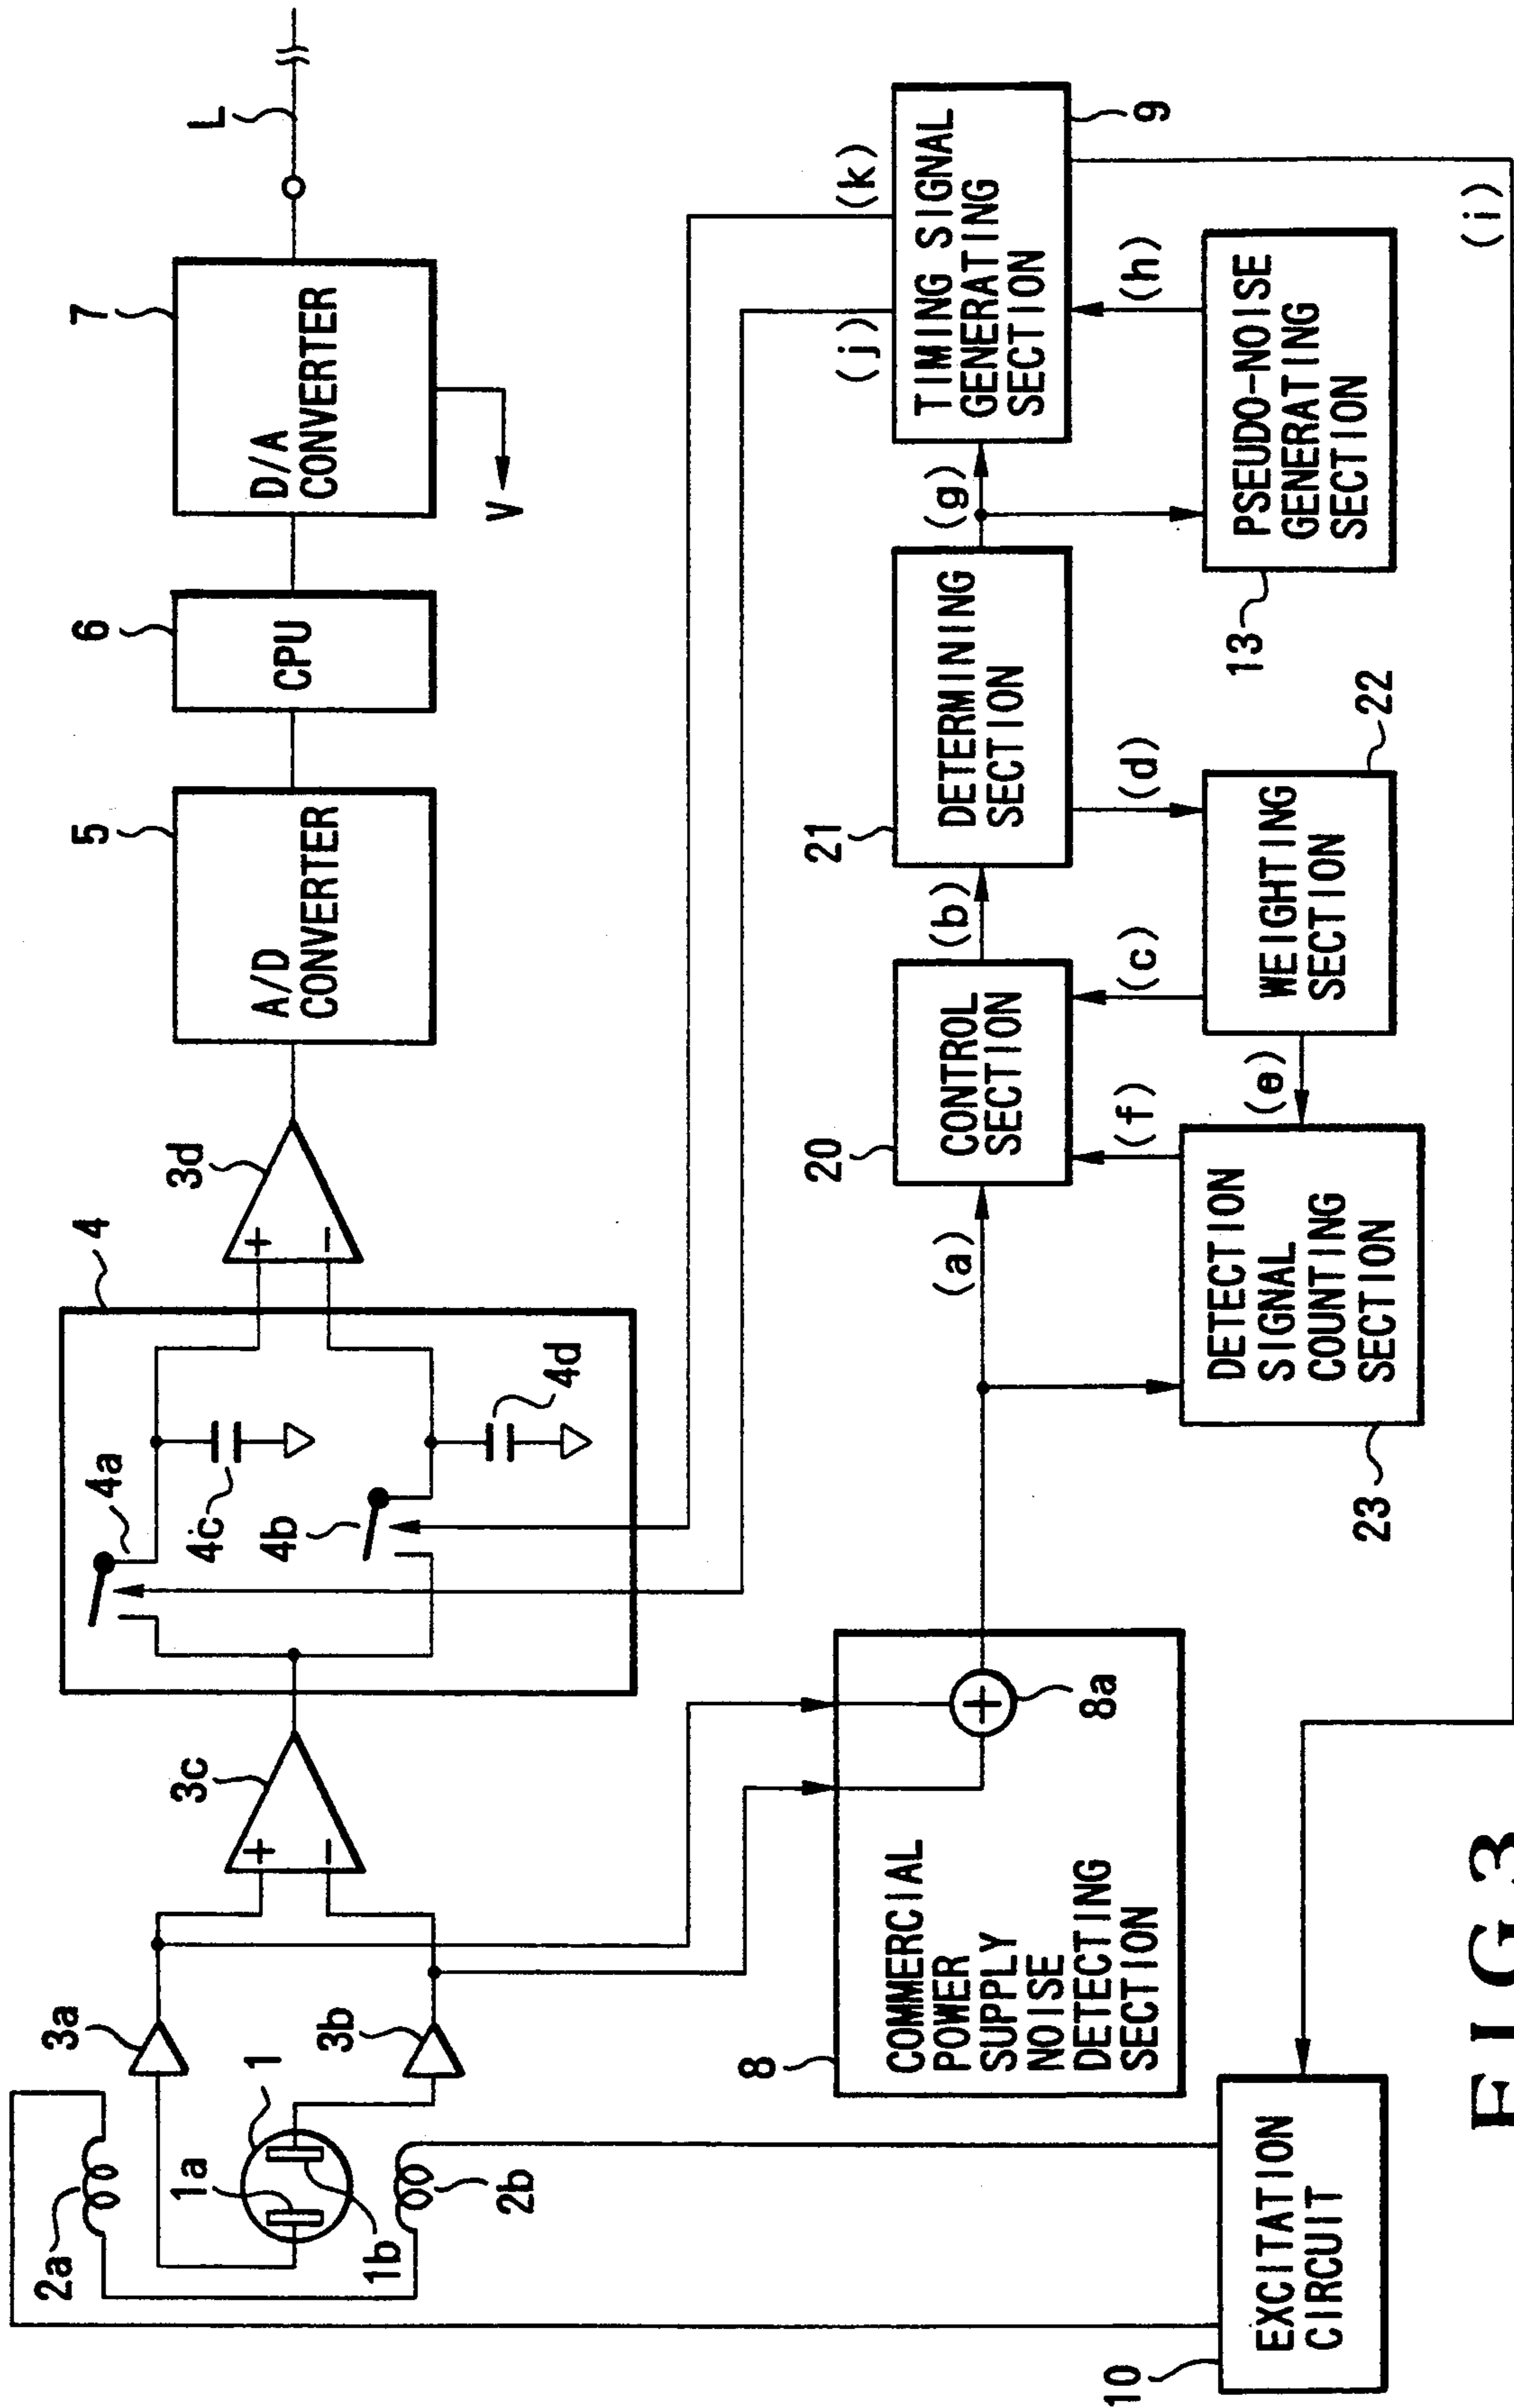 2a
1a
1
3a
3b
1b
2b
3c
+
−
4
4a
4c
4b
4d
3d
+
−
5
A/D
CONVERTER
6
CPU
7
D/A
CONVERTER
V
L
8
COMMERCIAL
POWER
SUPPLY
NOISE
DETECTING
SECTION
+
8a
(a)
20
CONTROL
SECTION
(b)
21
DETERMINING
SECTION
(g)
(j)
(k)
TIMING SIGNAL
GENERATING
SECTION
9
(f)
(c)
(d)
(h)
DETECTION
SIGNAL
COUNTING
SECTION
23
(e)
WEIGHTING
SECTION
22
PSEUDO-NOISE
GENERATING
SECTION
13
(i)
10
EXCITATION
CIRCUIT
FIG.3